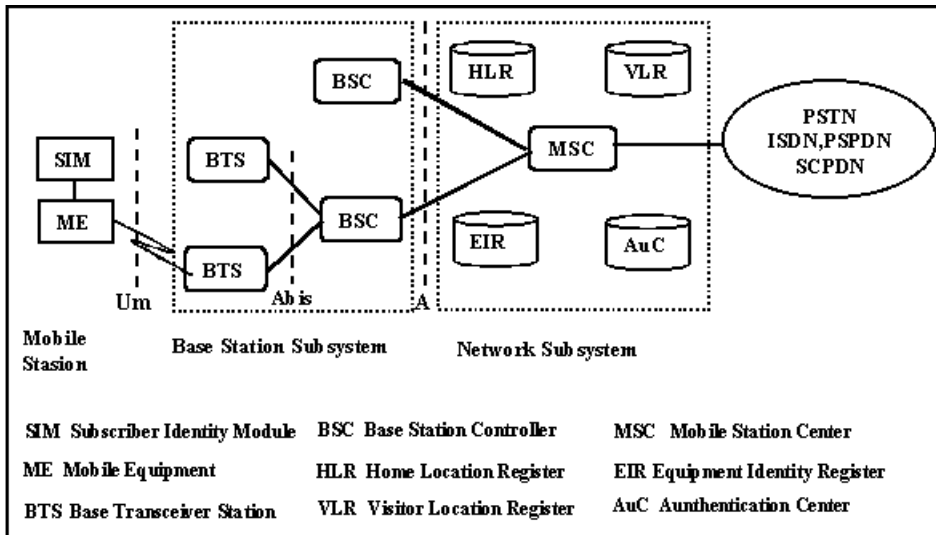 BSC
HLR
VLR
SIM
BTS
MSC
PSTN
ISDN,PSPDN
SCPDN
ME
BSC
BTS
EIR
AuC
Um
Abis
A
Mobile
Stasion
Base Station Subsystem
Network Subsystem
SIM Subscriber Identity Module
BSC Base Station Controller
MSC Mobile Station Center
ME Mobile Equipment
HLR Home Location Register
EIR Equipment Identity Register
BTS Base Transceiver Station
VLR Visitor Location Register
AuC Aunthentication Center